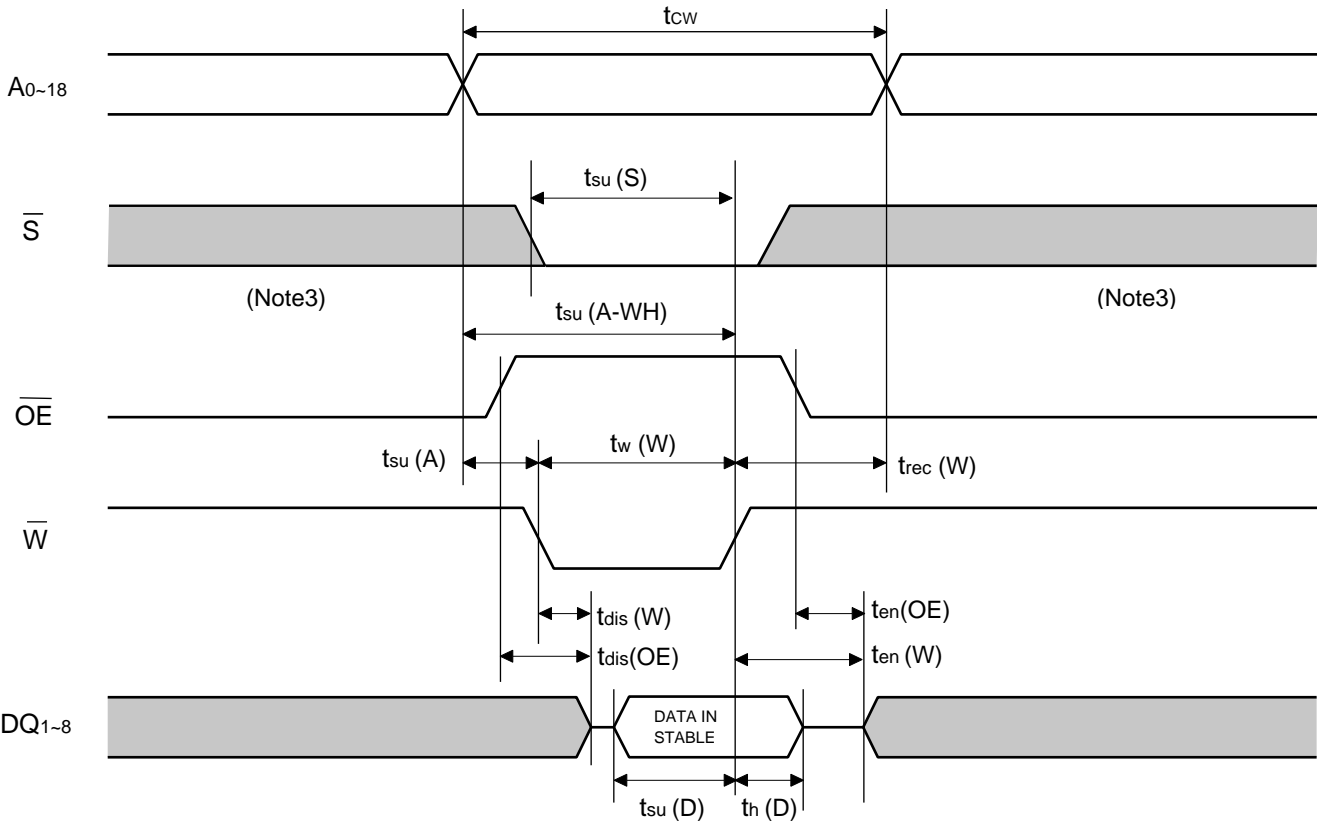 tCW
A0~18
tsu (S)
S̅
(Note3)
(Note3)
tsu (A-WH)
O̅E̅
tsu (A)
tw (W)
trec (W)
W̅
tdis (W)
ten(OE)
tdis(OE)
ten (W)
DQ1~8
DATA IN
STABLE
tsu (D)
th (D)